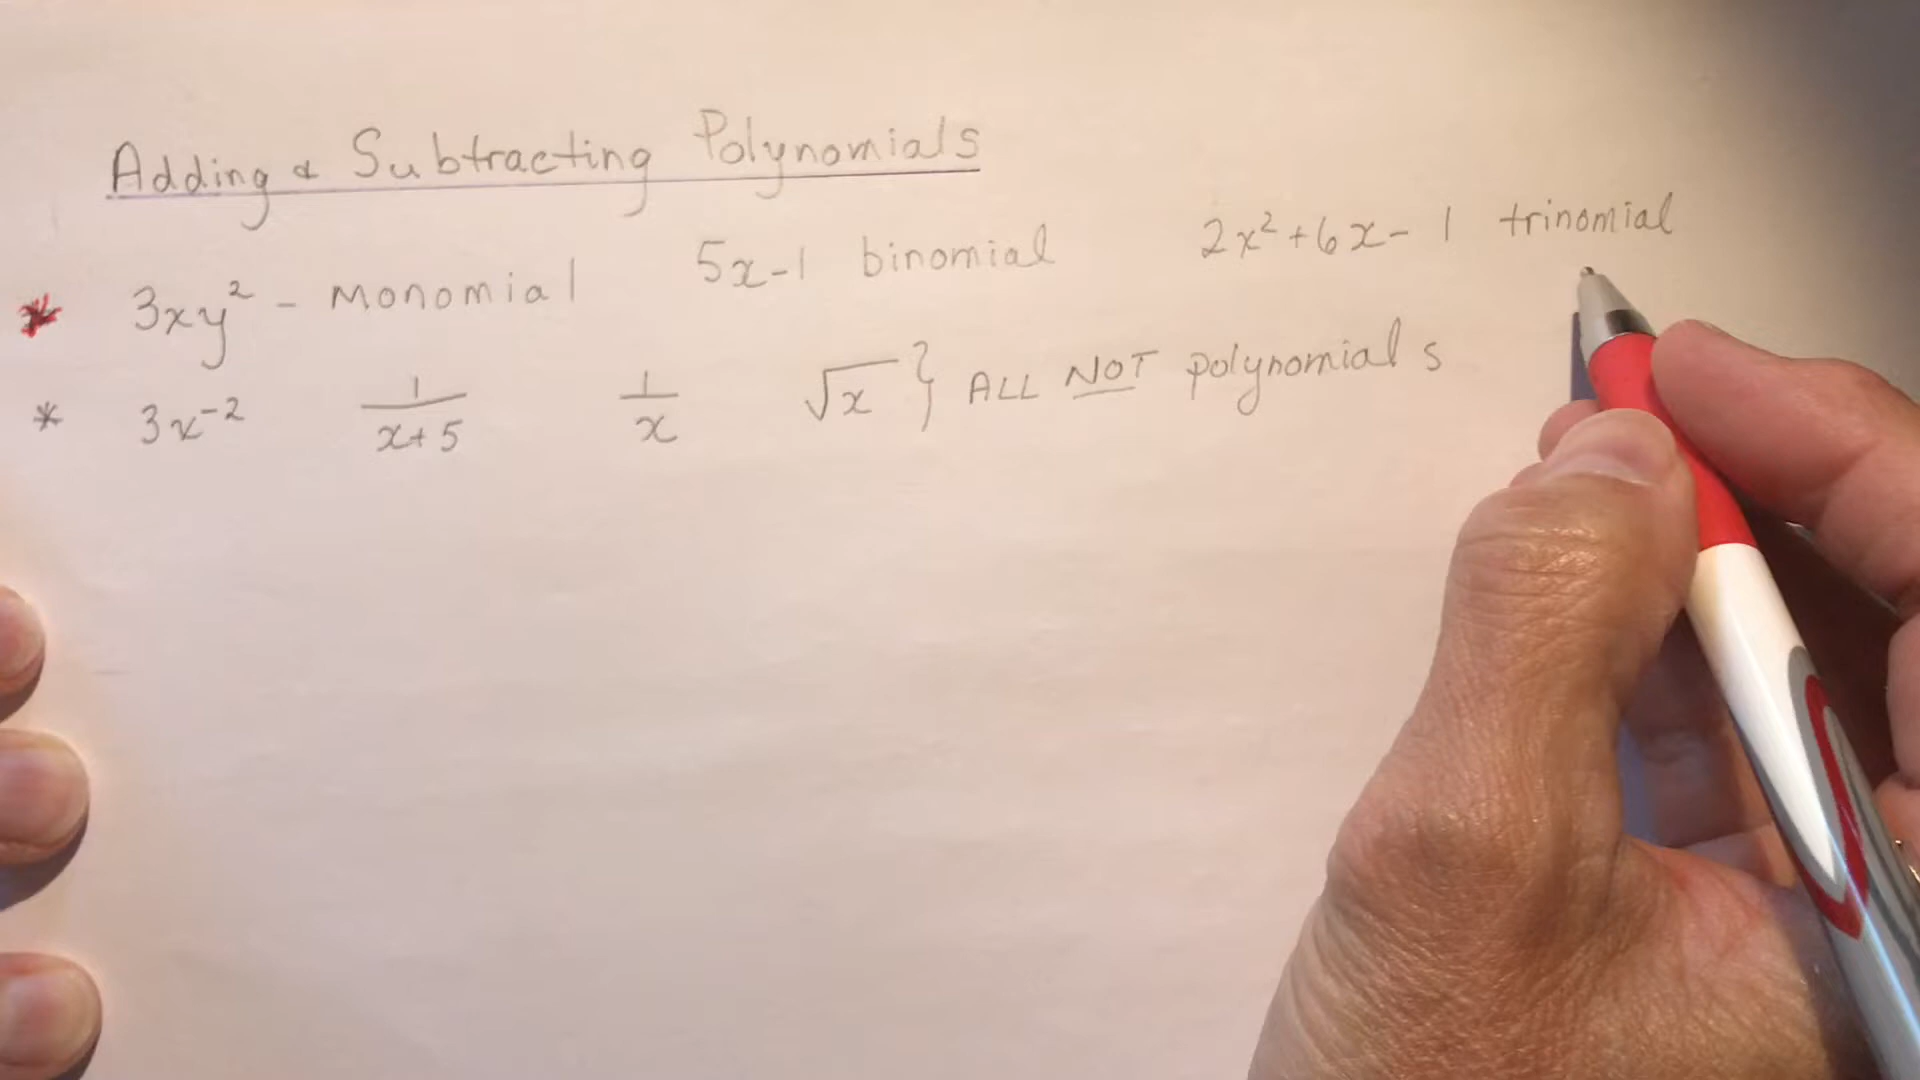 Adding & Subtracting Polynomials
* 3xy² - monomial 5x-1 binomial 2x²+6x-1 trinomial
* 3x⁻² 1/(x+5) 1/x √x } ALL NOT polynomials